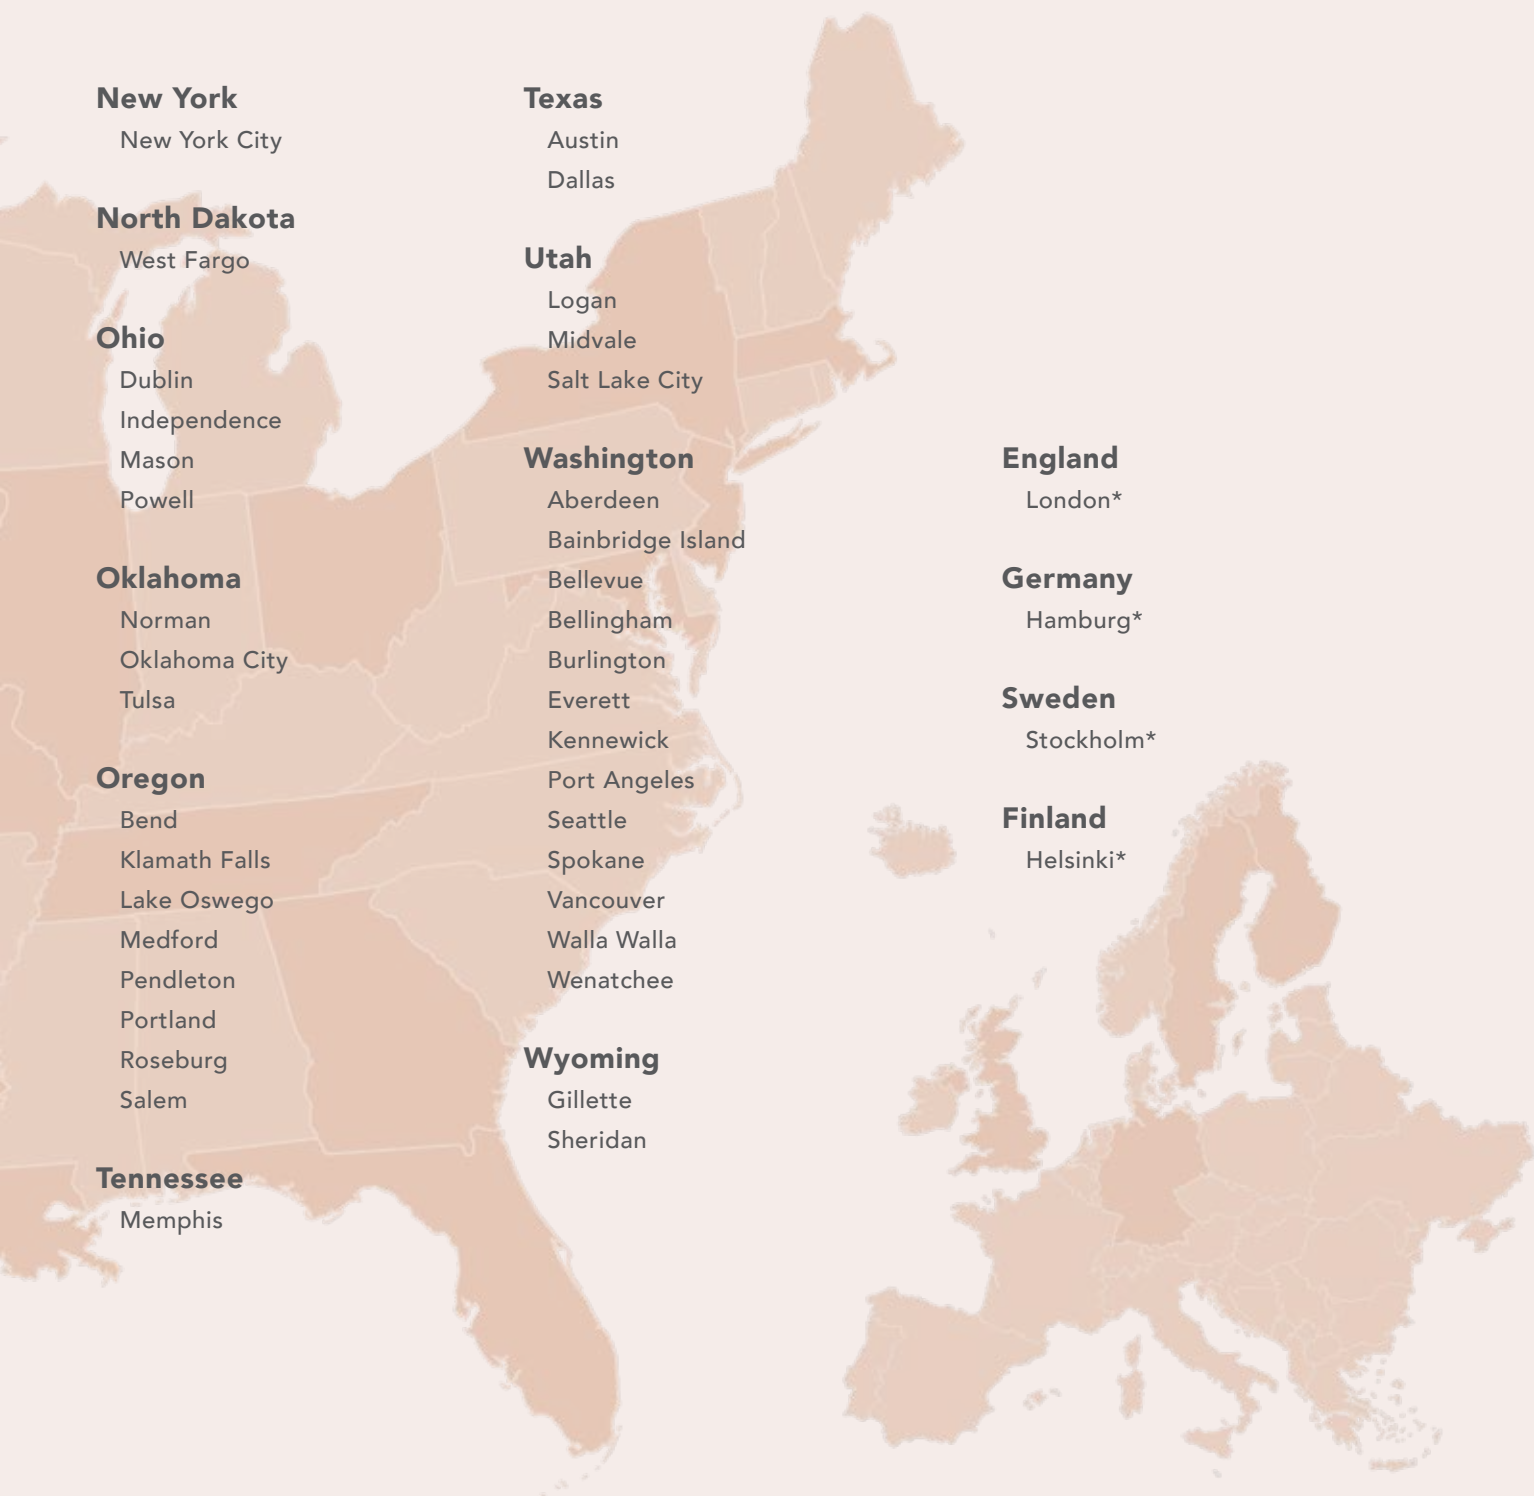 New York
New York City
North Dakota
West Fargo
Ohio
Dublin
Independence
Mason
Powell
Oklahoma
Norman
Oklahoma City
Tulsa
Oregon
Bend
Klamath Falls
Lake Oswego
Medford
Pendleton
Portland
Roseburg
Salem
Tennessee
Memphis
Texas
Austin
Dallas
Utah
Logan
Midvale
Salt Lake City
Washington
Aberdeen
Bainbridge Island
Bellevue
Bellingham
Burlington
Everett
Kennewick
Port Angeles
Seattle
Spokane
Vancouver
Walla Walla
Wenatchee
Wyoming
Gillette
Sheridan
England
London*
Germany
Hamburg*
Sweden
Stockholm*
Finland
Helsinki*